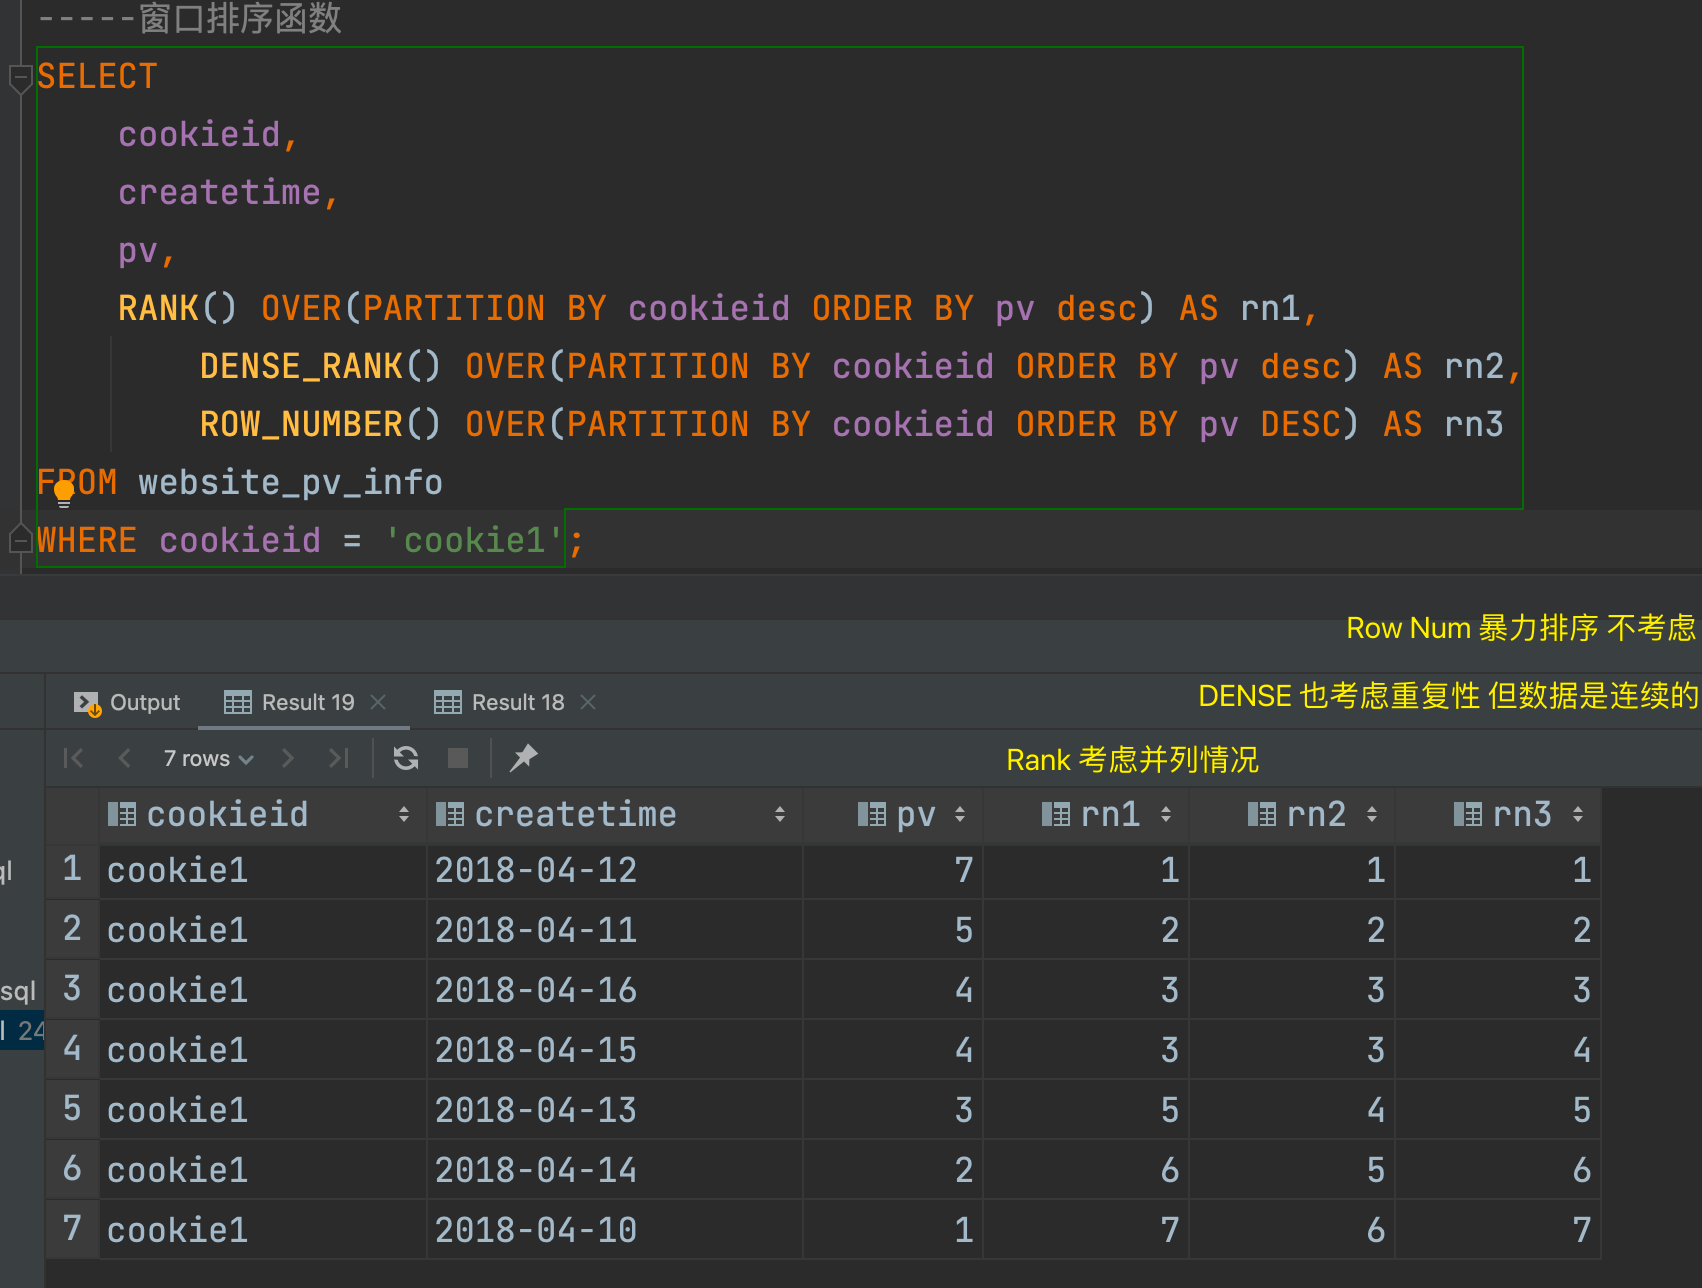 -----窗口排序函数
SELECT
cookieid,
createtime,
pv,
RANK() OVER(PARTITION BY cookieid ORDER BY pv desc) AS rn1,
DENSE_RANK() OVER(PARTITION BY cookieid ORDER BY pv desc) AS rn2,
ROW_NUMBER() OVER(PARTITION BY cookieid ORDER BY pv DESC) AS rn3
FROM website_pv_info
WHERE cookieid = 'cookie1';
Row Num 暴力排序 不考虑
Output Result 19 Result 18
DENSE 也考虑重复性 但数据是连续的
7 rows
Rank 考虑并列情况
cookieid createtime pv rn1 rn2 rn3
1 cookie1 2018-04-12 7 1 1 1
2 cookie1 2018-04-11 5 2 2 2
3 cookie1 2018-04-16 4 3 3 3
sql
4 cookie1 2018-04-15 4 3 3 4
24
5 cookie1 2018-04-13 3 5 4 5
6 cookie1 2018-04-14 2 6 5 6
7 cookie1 2018-04-10 1 7 6 7